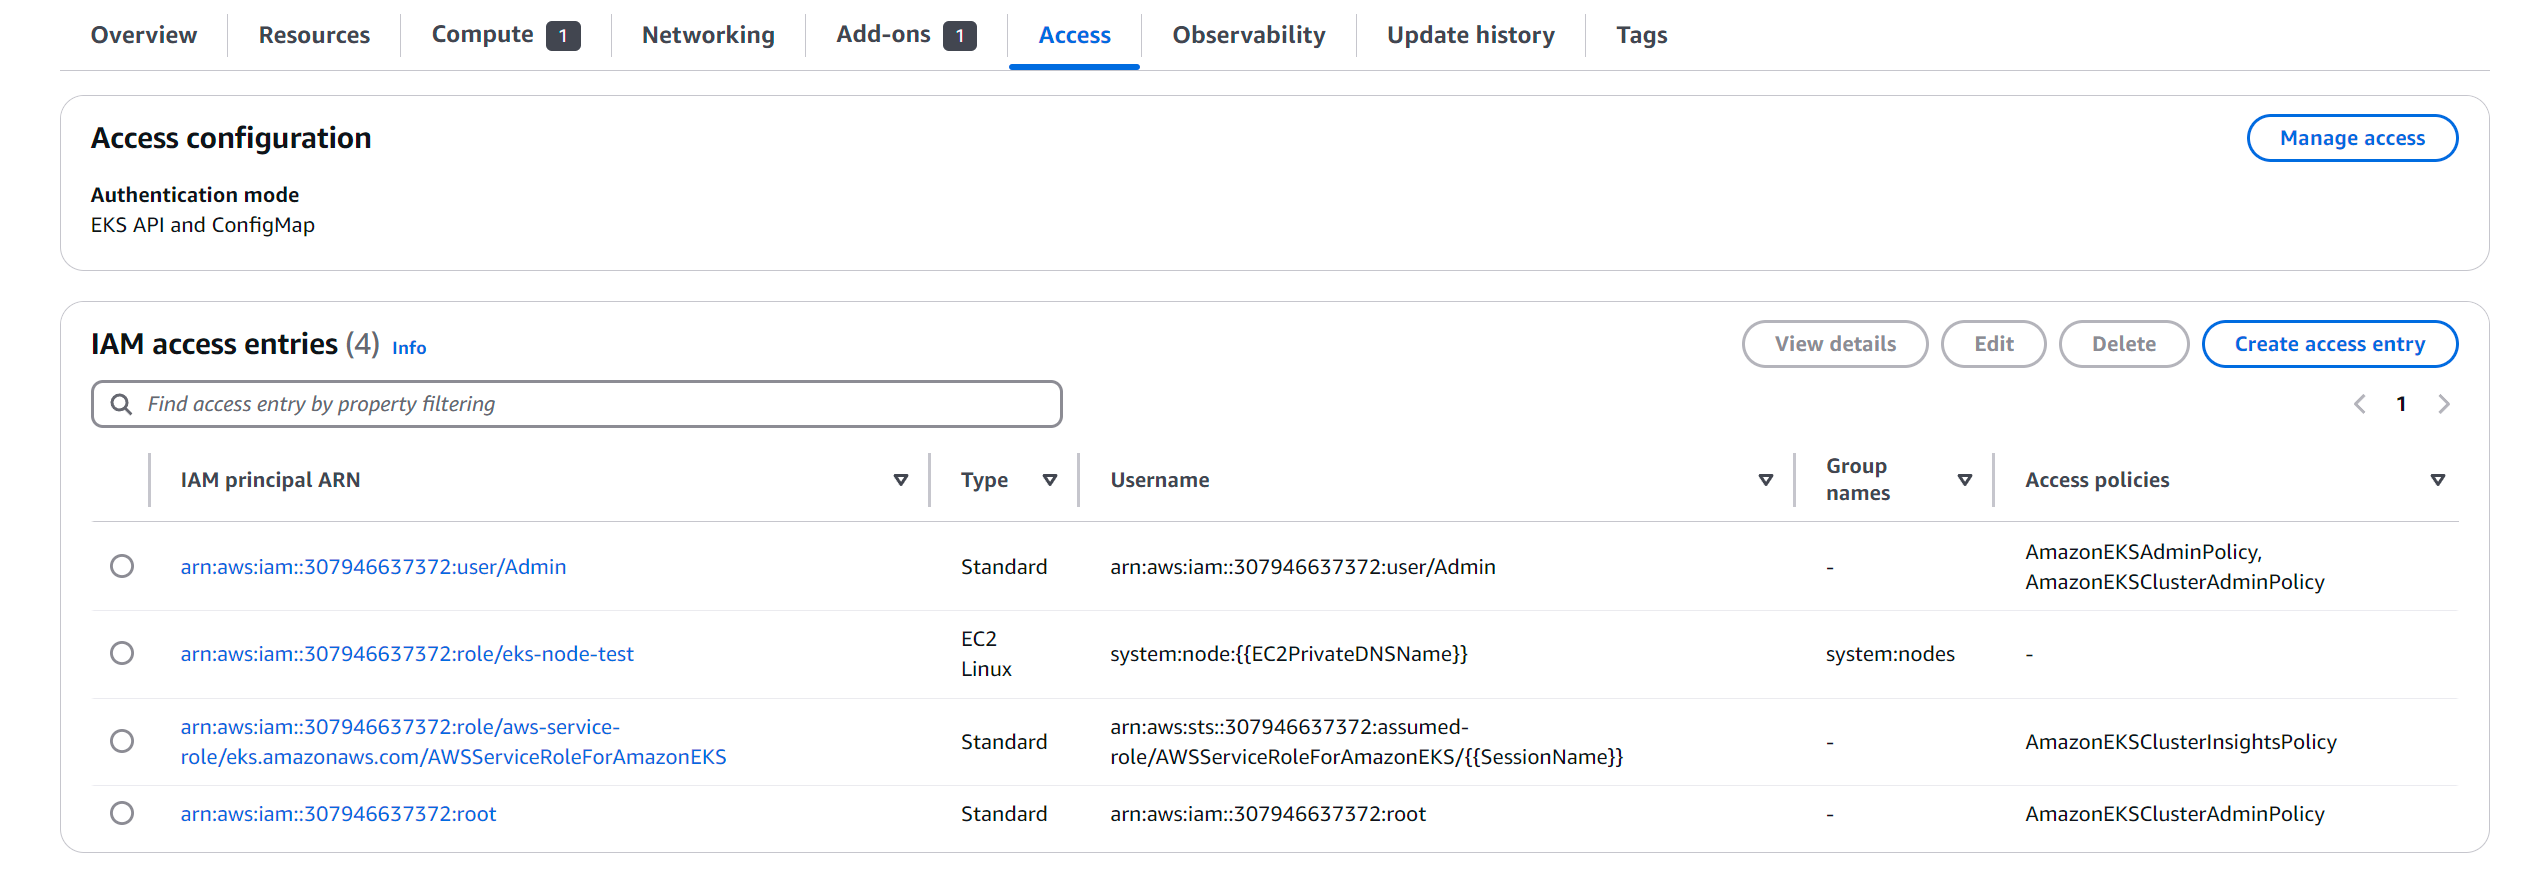 Overview Resources Compute 1 Networking Add-ons 1 Access Observability Update history Tags
Access configuration
Manage access
Authentication mode
EKS API and ConfigMap
IAM access entries (4) Info
View details Edit Delete Create access entry
Find access entry by property filtering
1
IAM principal ARN Type Username Group names Access policies
arn:aws:iam::307946637372:user/Admin Standard arn:aws:iam::307946637372:user/Admin - AmazonEKSAdminPolicy,
AmazonEKSClusterAdminPolicy
arn:aws:iam::307946637372:role/eks-node-test EC2 Linux system:node:{{EC2PrivateDNSName}} system:nodes -
arn:aws:iam::307946637372:role/aws-service-
role/eks.amazonaws.com/AWSServiceRoleForAmazonEKS Standard arn:aws:sts::307946637372:assumed-
role/AWSServiceRoleForAmazonEKS/{{SessionName}} - AmazonEKSClusterInsightsPolicy
arn:aws:iam::307946637372:root Standard arn:aws:iam::307946637372:root - AmazonEKSClusterAdminPolicy